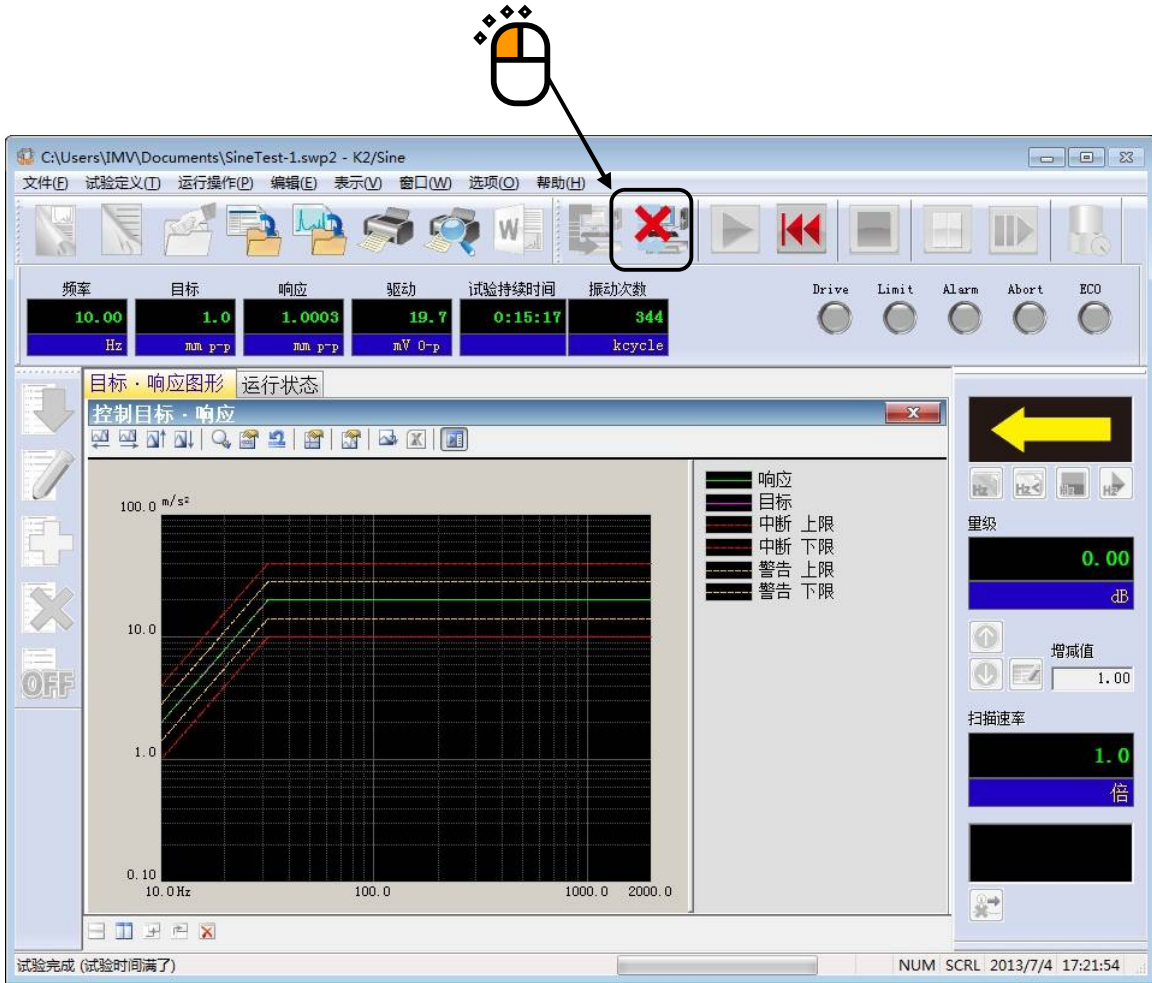 C:\Users\IMV\Documents\SineTest-1.swp2 - K2/Sine
文件(F) 试验定义(T) 运行操作(P) 编辑(E) 表示(V) 窗口(W) 选项(O) 帮助(H)
W
频率 目标 响应 驱动 试验持续时间 振动次数 Drive Limit Alarm Abort ECO
10.00 1.0 1.0003 19.7 0:15:17 344
Hz mm p-p mm p-p mV 0-p kcycle
目标・响应图形 运行状态
控制目标・响应
OFF
100.0 m/s²
10.0
1.0
0.10
10.0Hz 100.0 1000.0 2000.0
响应
目标
中断 上限
中断 下限
警告 上限
警告 下限
Hz Hz< Hz Hz
量级
0.00
dB
增减值
1.00
扫描速率
1.0
倍
试验完成 (试验时间满了) NUM SCRL 2013/7/4 17:21:54